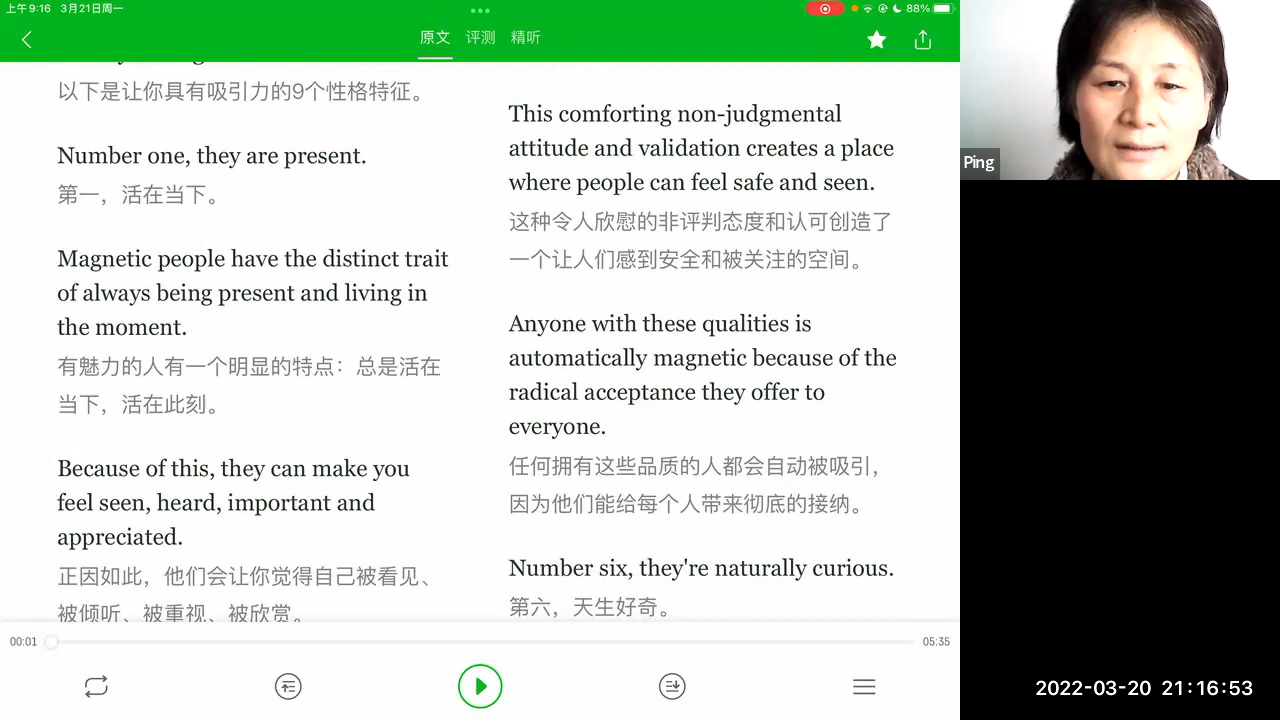 上午9:16 3月21日周一
88%
原文 评测 精听
以下是让你具有吸引力的9个性格特征。
Number one, they are present.
第一，活在当下。
Magnetic people have the distinct trait
of always being present and living in
the moment.
有魅力的人有一个明显的特点：总是活在
当下，活在此刻。
Because of this, they can make you
feel seen, heard, important and
appreciated.
正因如此，他们会让你觉得自己被看见、
被倾听、被重视、被欣赏。
This comforting non-judgmental
attitude and validation creates a place
where people can feel safe and seen.
这种令人欣慰的非评判态度和认可创造了
一个让人们感到安全和被关注的空间。
Anyone with these qualities is
automatically magnetic because of the
radical acceptance they offer to
everyone.
任何拥有这些品质的人都会自动被吸引，
因为他们能给每个人带来彻底的接纳。
Number six, they're naturally curious.
第六，天生好奇。
00:01
05:35
Ping
2022-03-20 21:16:53